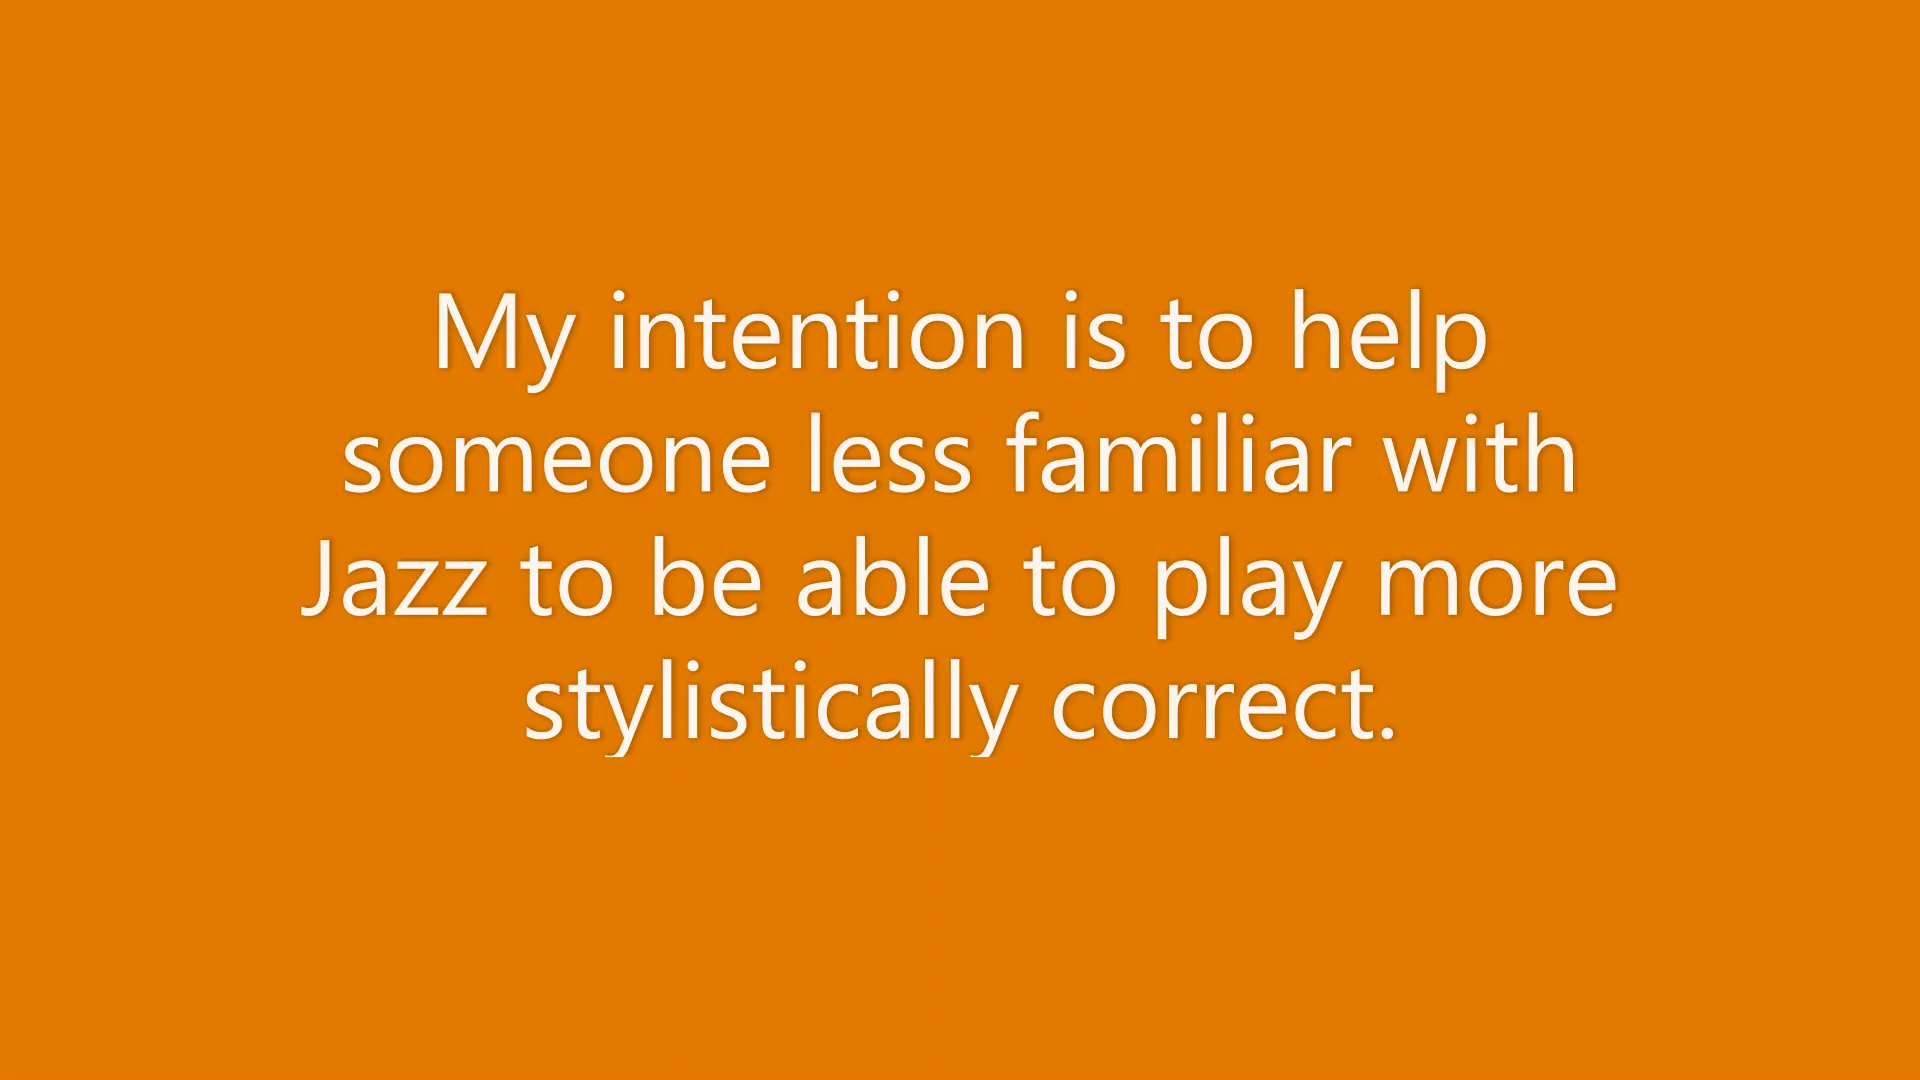 My intention is to help
someone less familiar with
Jazz to be able to play more
stylistically correct.